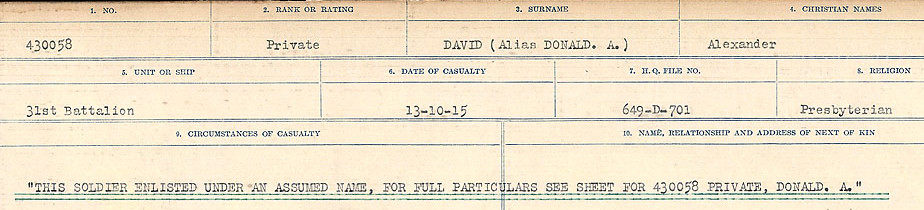 1. NO. 2. RANK OR RATING 3. SURNAME 4. CHRISTIAN NAMES
430058 Private DAVID (Alias DONALD. A.) Alexander
5. UNIT OR SHIP 6. DATE OF CASUALTY 7. H.Q. FILE NO. 8. RELIGION
31st Battalion 13-10-15 649-D-701 Presbyterian
9. CIRCUMSTANCES OF CASUALTY 10. NAME, RELATIONSHIP AND ADDRESS OF NEXT OF KIN
"THIS SOLDIER ENLISTED UNDER AN ASSUMED NAME, FOR FULL PARTICULARS SEE SHEET FOR 430058 PRIVATE, DONALD. A."